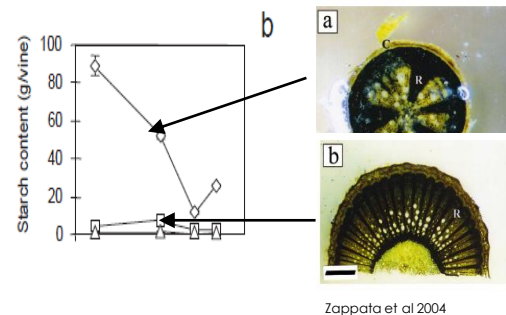 b
Starch content (g/vine)
100
80
60
40
20
0
a
C
R
b
R
Zappata et al 2004